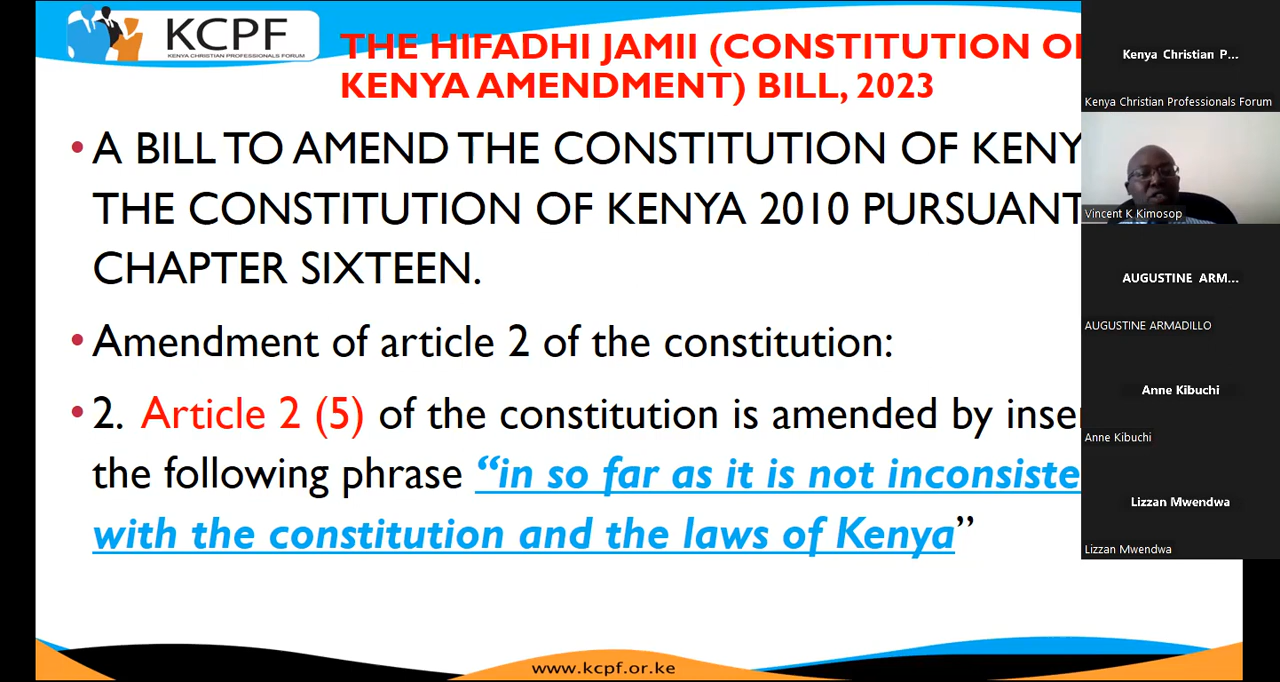 KCPF
KENYA CHRISTIAN PROFESSIONALS FORUM
THE HIFADHI JAMII (CONSTITUTION O
KENYA AMENDMENT) BILL, 2023
• A BILL TO AMEND THE CONSTITUTION OF KENY
THE CONSTITUTION OF KENYA 2010 PURSUANT
CHAPTER SIXTEEN.
• Amendment of article 2 of the constitution:
• 2. Article 2 (5) of the constitution is amended by inser
the following phrase “in so far as it is not inconsiste
with the constitution and the laws of Kenya”
www.kcpf.or.ke
Kenya Christian P...
Kenya Christian Professionals Forum
Vincent K Kimosop
AUGUSTINE ARM...
AUGUSTINE ARMADILLO
Anne Kibuchi
Anne Kibuchi
Lizzan Mwendwa
Lizzan Mwendwa